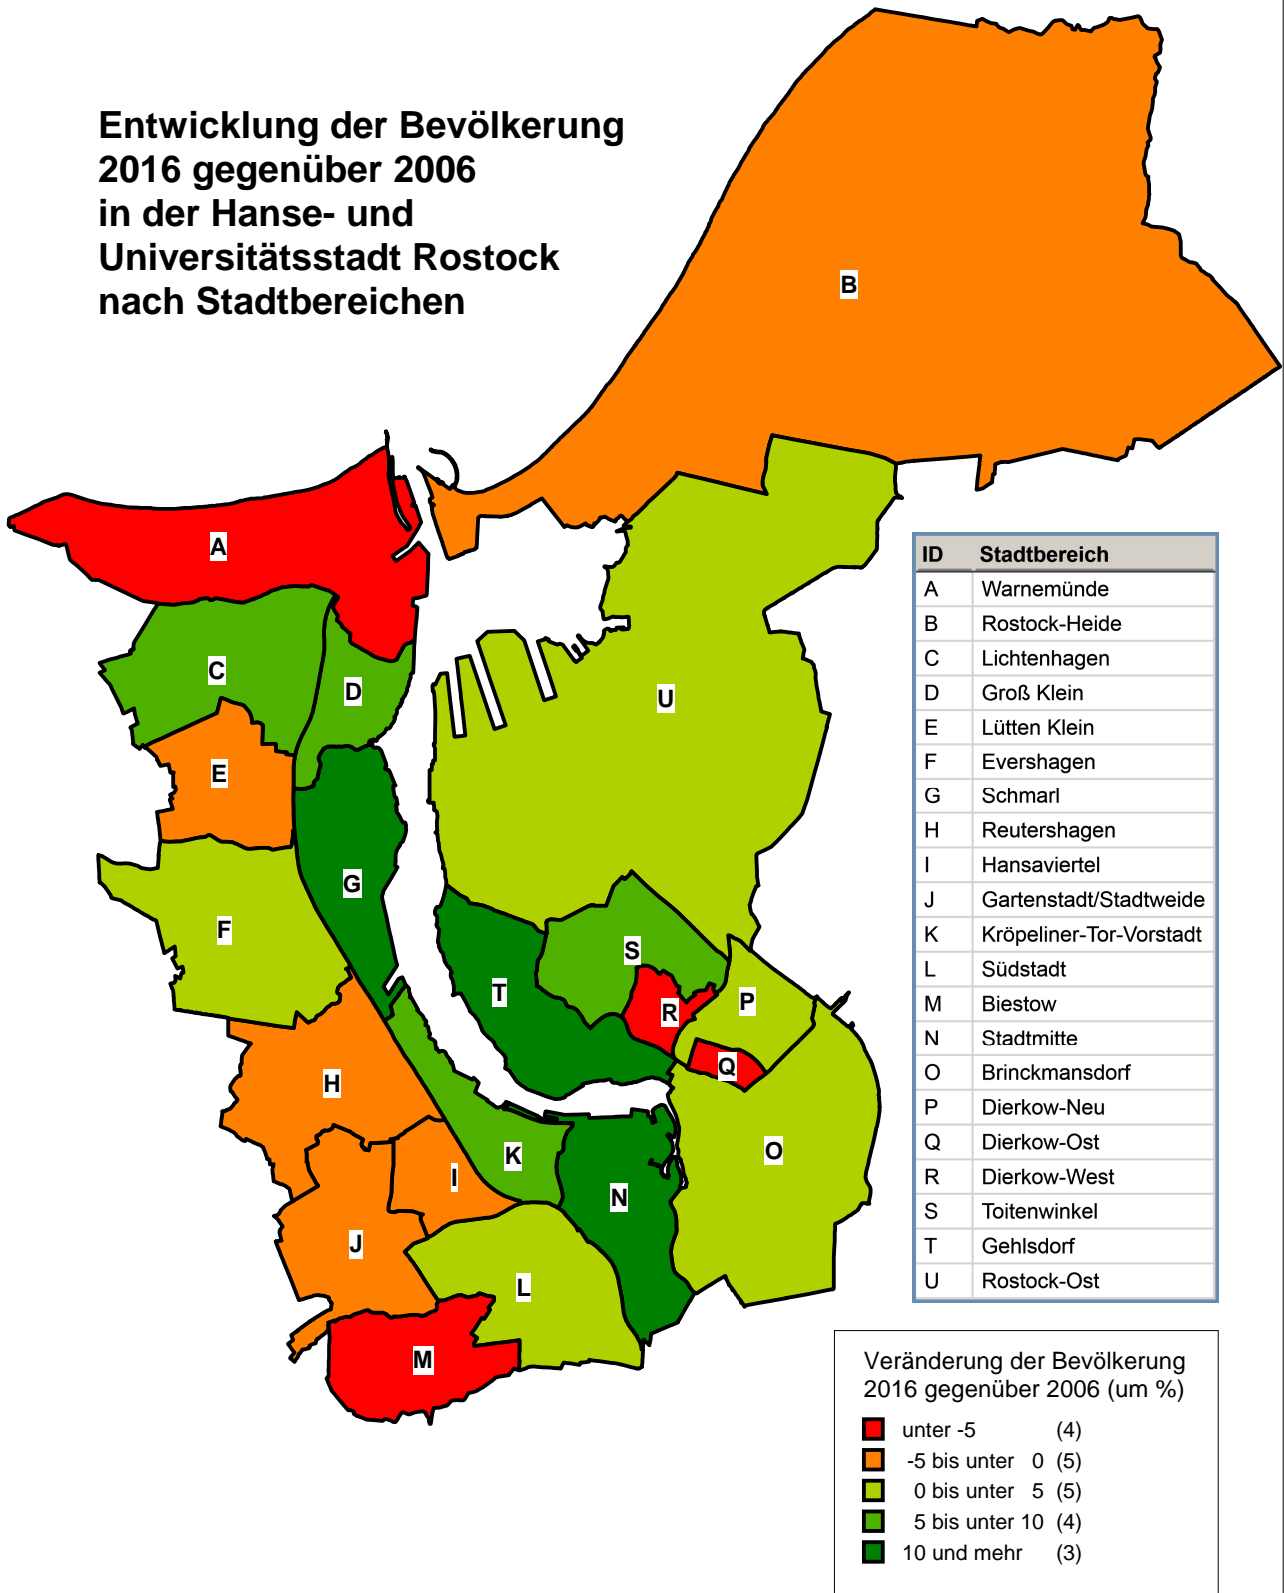 Entwicklung der Bevölkerung
2016 gegenüber 2006
in der Hanse- und
Universitätsstadt Rostock
nach Stadtbereichen
B
A
C
D
U
E
G
F
S
T
R
P
Q
H
K
I
O
N
J
L
M
ID Stadtbereich
A Warnemünde
B Rostock-Heide
C Lichtenhagen
D Groß Klein
E Lütten Klein
F Evershagen
G Schmarl
H Reutershagen
I Hansaviertel
J Gartenstadt/Stadtweide
K Kröpeliner-Tor-Vorstadt
L Südstadt
M Biestow
N Stadtmitte
O Brinckmansdorf
P Dierkow-Neu
Q Dierkow-Ost
R Dierkow-West
S Toitenwinkel
T Gehlsdorf
U Rostock-Ost
Veränderung der Bevölkerung
2016 gegenüber 2006 (um %)
unter -5 (4)
-5 bis unter 0 (5)
0 bis unter 5 (5)
5 bis unter 10 (4)
10 und mehr (3)